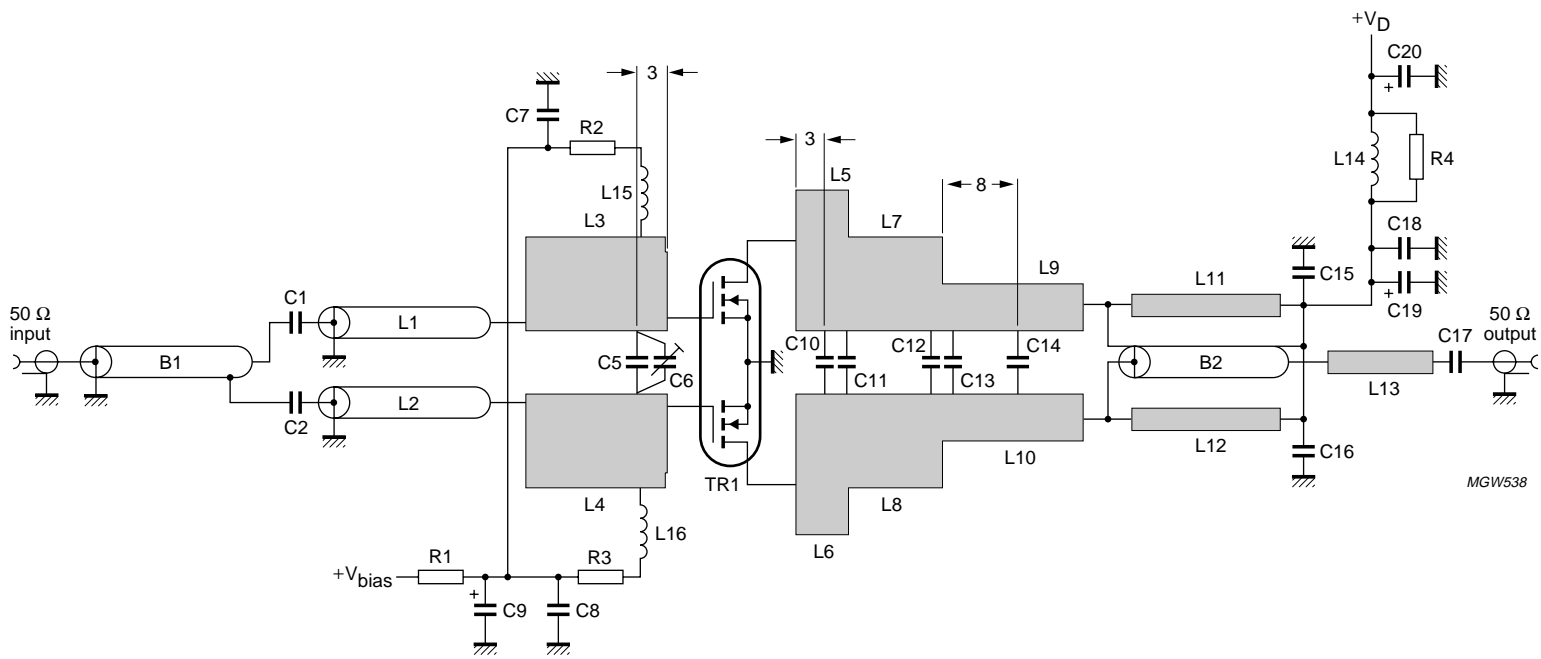 +VD
C20
+
3
C7
R2
3
L14
R4
L15
L5
L3
L7
8
C18
L9
C15
L11
C19
+
50 Ω
input
C1
L1
B1
C5
C6
C10
C11
C12
C13
C14
B2
C17
50 Ω
output
L13
L2
C2
L12
L10
C16
TR1
MGW538
L4
L8
L16
L6
R1
R3
+Vbias
+
C9
C8